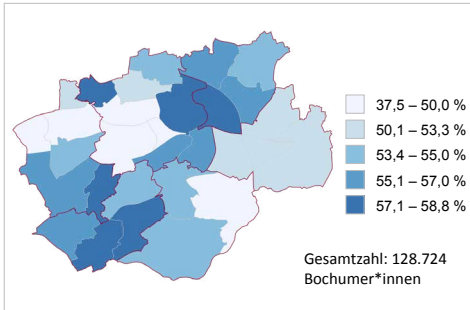 37,5 – 50,0 %
50,1 – 53,3 %
53,4 – 55,0 %
55,1 – 57,0 %
57,1 – 58,8 %
Gesamtzahl: 128.724
Bochumer*innen